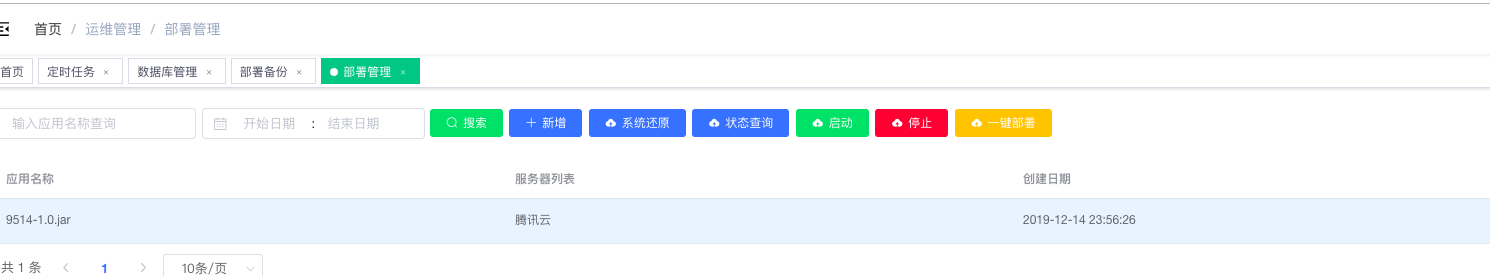 首页 / 运维管理 / 部署管理
首页 定时任务 × 数据库管理 × 部署备份 × 部署管理 ×
输入应用名称查询 开始日期 : 结束日期 搜索 新增 系统还原 状态查询 启动 停止 一键部署
应用名称 服务器列表 创建日期
9514-1.0.jar 腾讯云 2019-12-14 23:56:26
共 1 条 1 10条/页